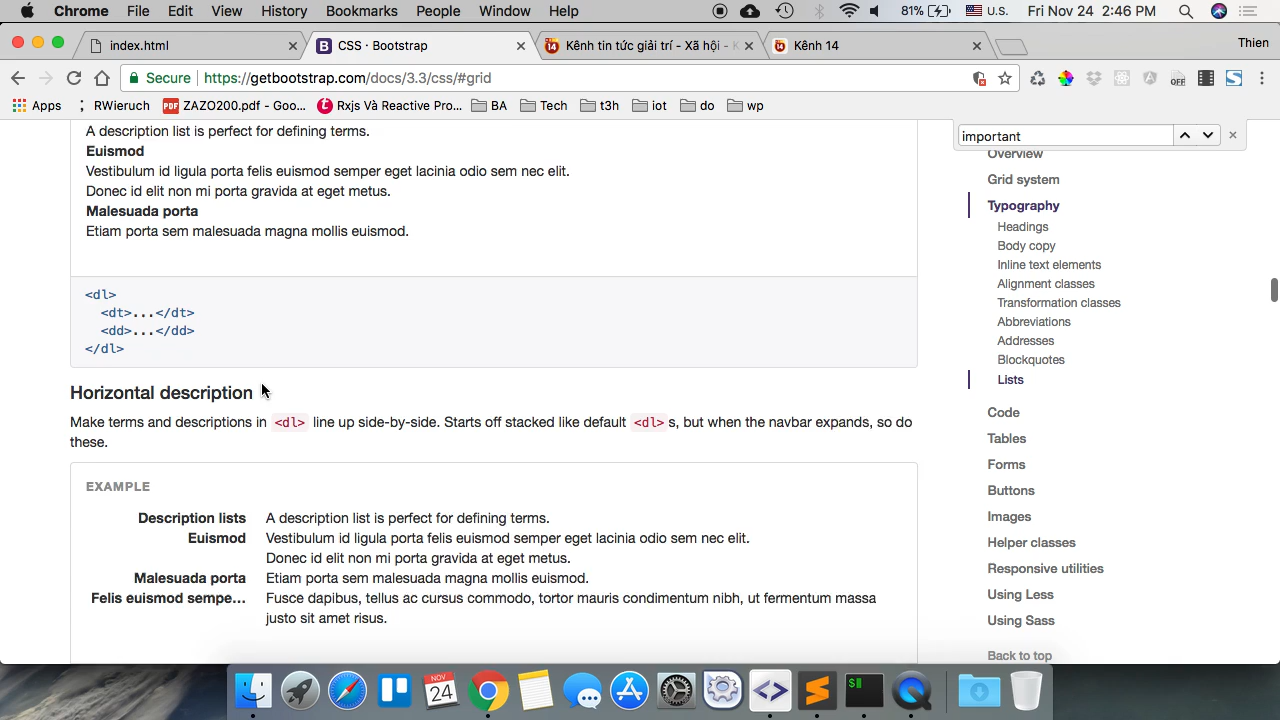 Chrome File Edit View History Bookmarks People Window Help 81% U.S. Fri Nov 24 2:46 PM
index.html CSS · Bootstrap Kênh tin tức giải trí - Xã hội - K Kênh 14 Thien
Secure https://getbootstrap.com/docs/3.3/css/#grid
Apps RWieruch ZAZO200.pdf - Goo... Rxjs Và Reactive Pro... BA Tech t3h iot do wp
important
A description list is perfect for defining terms.
Euismod
Vestibulum id ligula porta felis euismod semper eget lacinia odio sem nec elit.
Donec id elit non mi porta gravida at eget metus.
Malesuada porta
Etiam porta sem malesuada magna mollis euismod.
<dl>
<dt>...</dt>
<dd>...</dd>
</dl>
Horizontal description
Make terms and descriptions in <dl> line up side-by-side. Starts off stacked like default <dl>s, but when the navbar expands, so do
these.
EXAMPLE
Description lists A description list is perfect for defining terms.
Euismod Vestibulum id ligula porta felis euismod semper eget lacinia odio sem nec elit.
Donec id elit non mi porta gravida at eget metus.
Malesuada porta Etiam porta sem malesuada magna mollis euismod.
Felis euismod sempe... Fusce dapibus, tellus ac cursus commodo, tortor mauris condimentum nibh, ut fermentum massa
justo sit amet risus.
Overview
Grid system
Typography
Headings
Body copy
Inline text elements
Alignment classes
Transformation classes
Abbreviations
Addresses
Blockquotes
Lists
Code
Tables
Forms
Buttons
Images
Helper classes
Responsive utilities
Using Less
Using Sass
Back to top
NOV
24